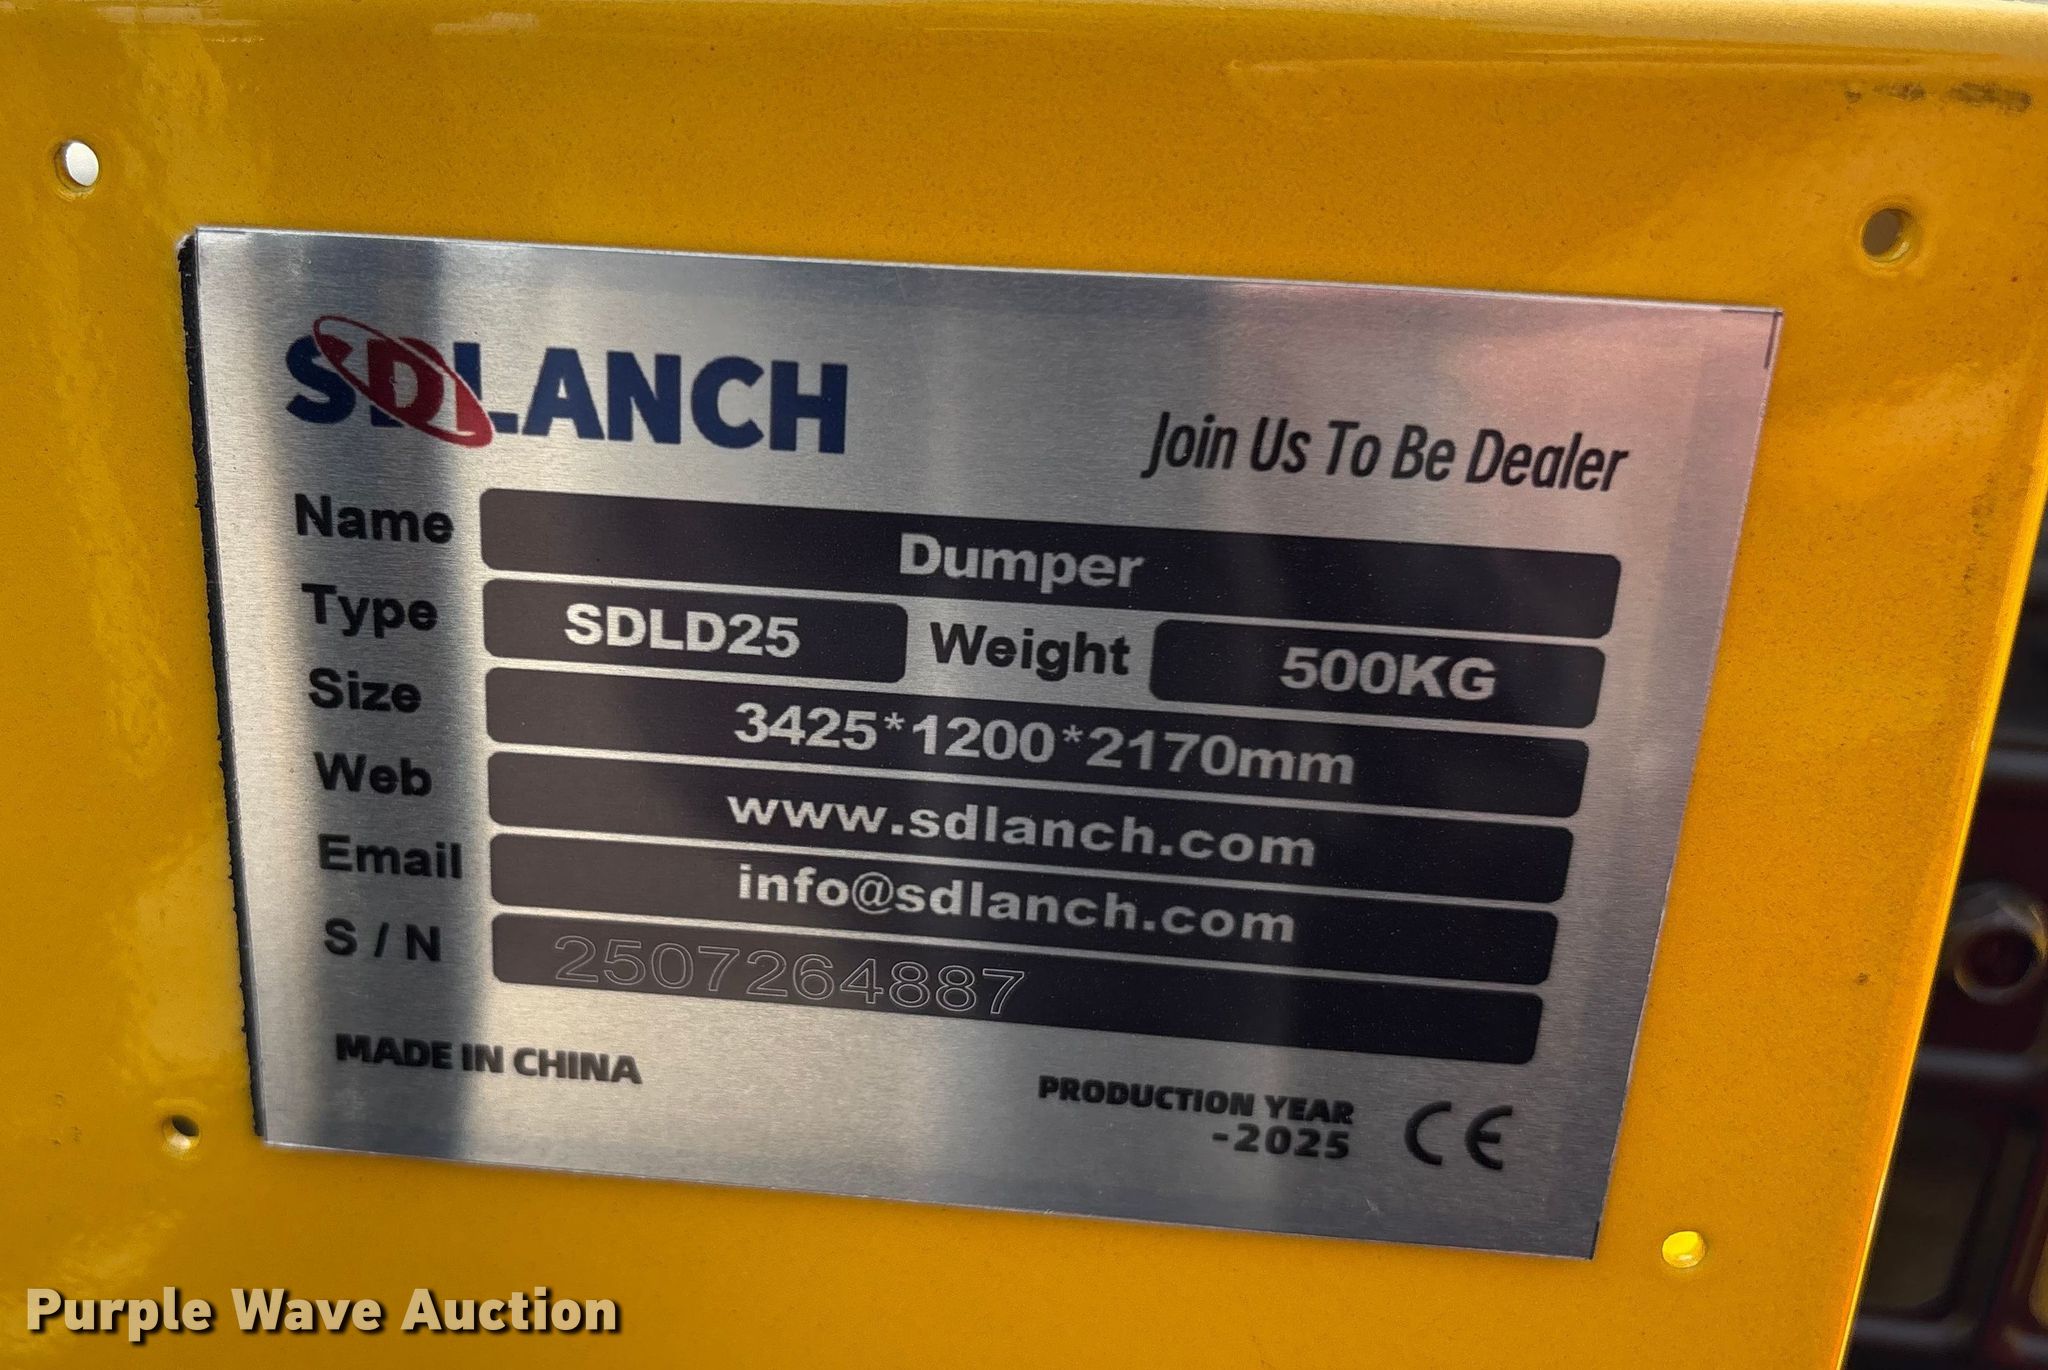 SDLANCH
Join Us To Be Dealer
Name Dumper
Type SDLD25 Weight 500KG
Size 3425*1200*2170mm
Web www.sdlanch.com
Email info@sdlanch.com
S / N 2507264887
MADE IN CHINA
PRODUCTION YEAR
-2025
CE
Purple Wave Auction